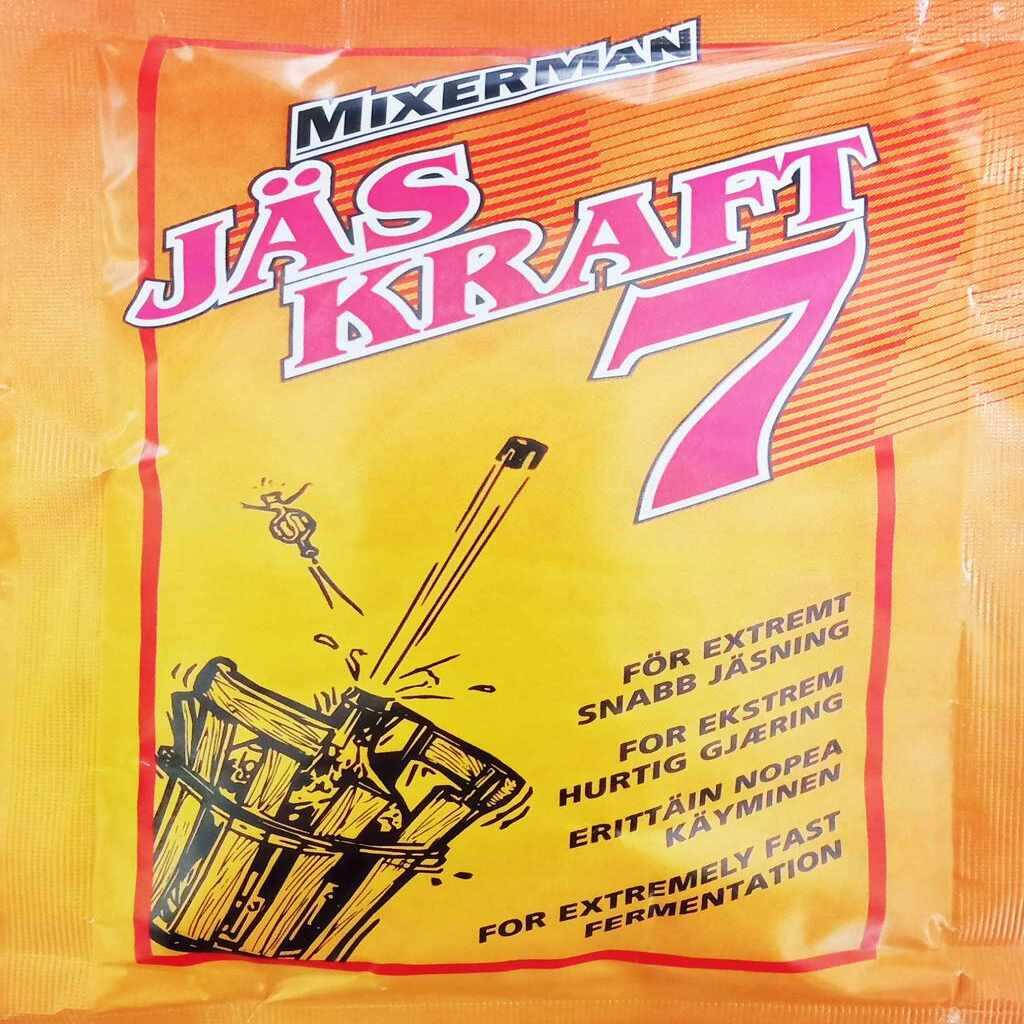 MIXERMAN
JÄS
KRAFT
7
FÖR EXTREMT
SNABB JÄSNING
FOR EKSTREM
HURTIG GJÆRING
ERITTÄIN NOPEA
KÄYMINEN
FOR EXTREMELY FAST
FERMENTATION